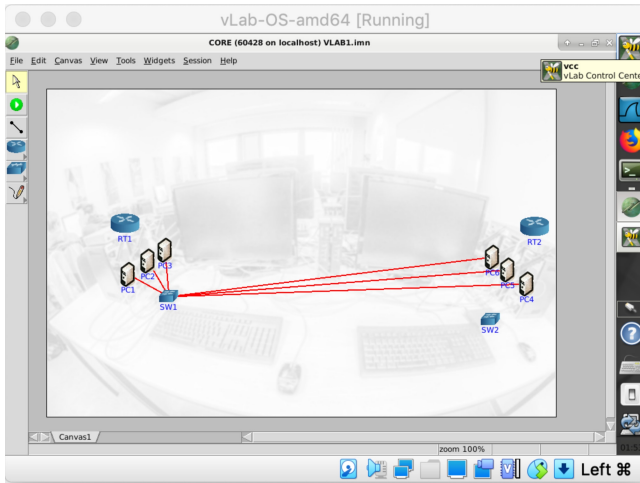 vLab-OS-amd64 [Running]
CORE (60428 on localhost) VLAB1.imn
File Edit Canvas View Tools Widgets Session Help
vcc
vLab Control Cente
RT1
RT2
PC3
PC2
PC1
PC6
PC5
PC4
SW1
SW2
Canvas1
zoom 100%
Left ⌘